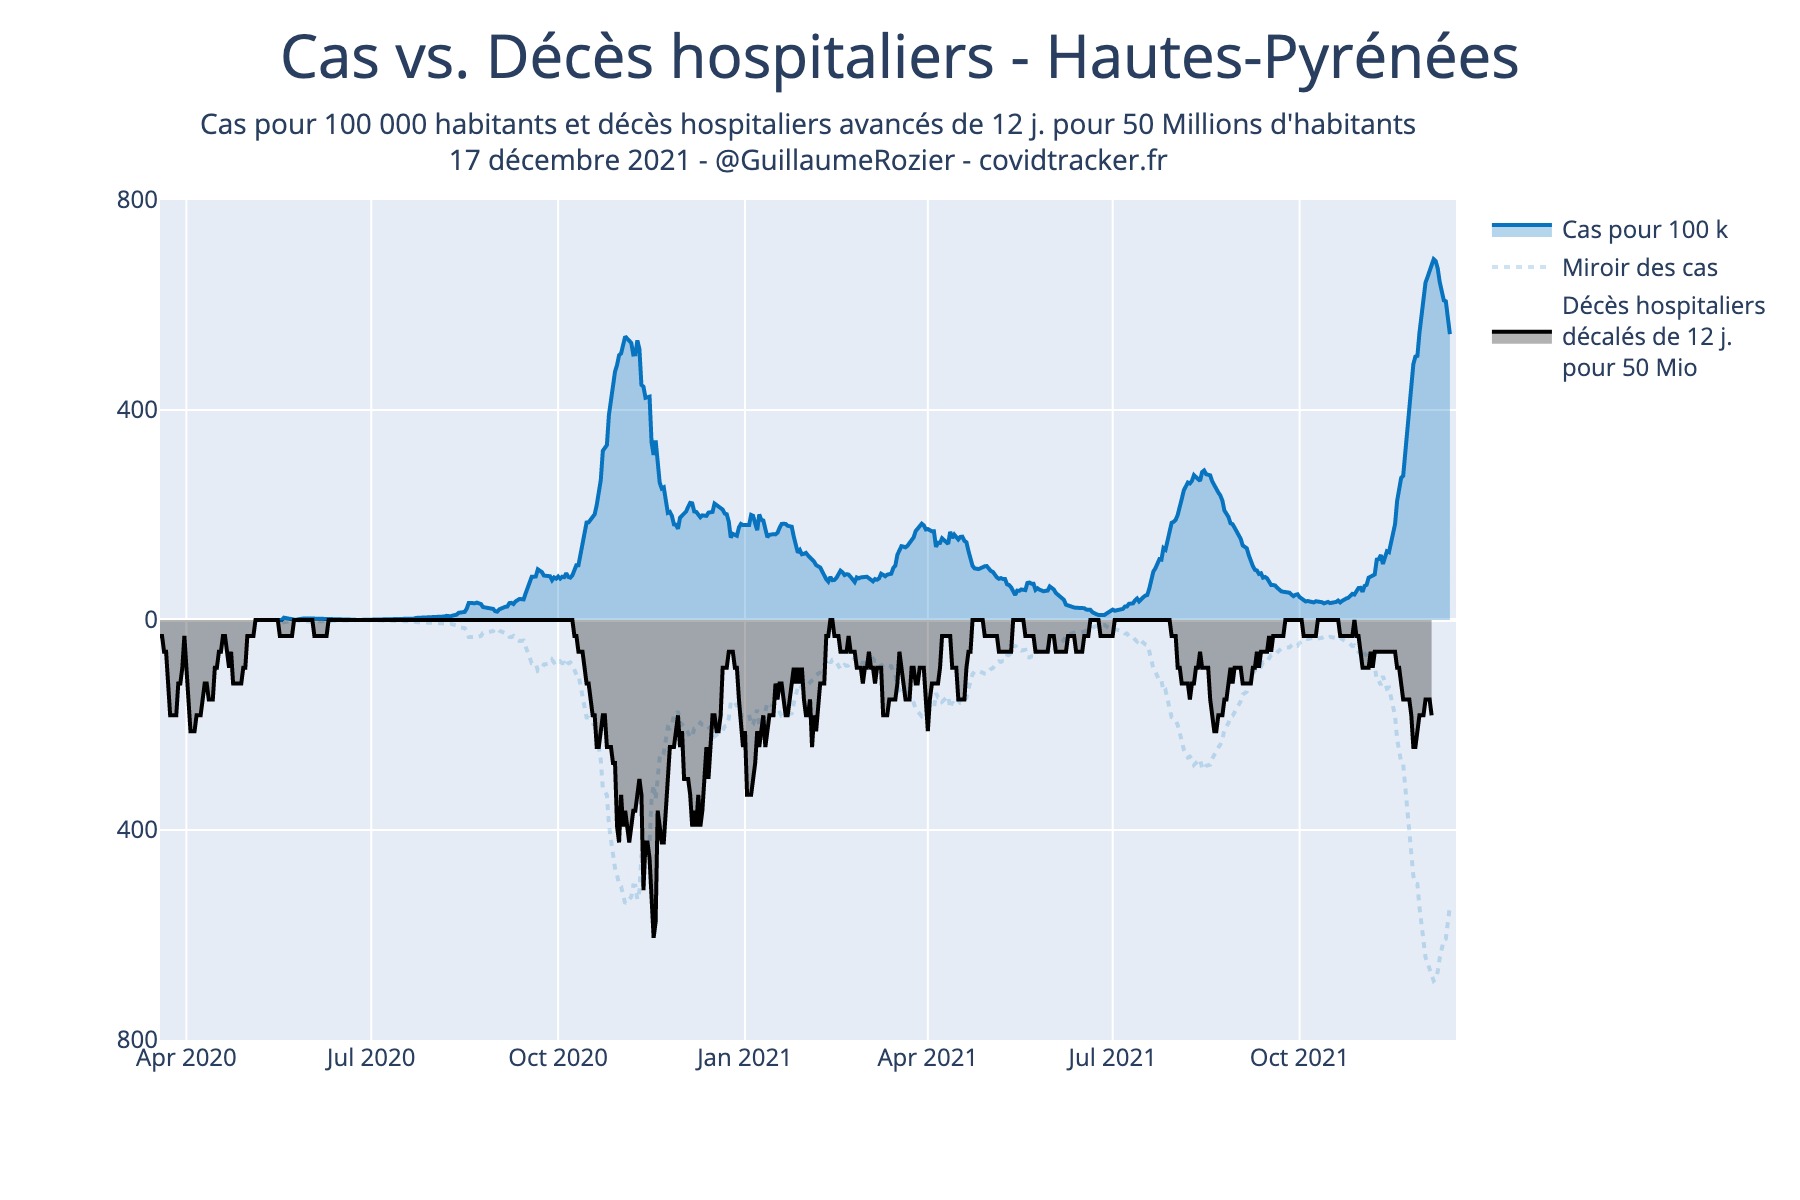 Cas vs. Décès hospitaliers - Hautes-Pyrénées
Cas pour 100 000 habitants et décès hospitaliers avancés de 12 j. pour 50 Millions d'habitants
17 décembre 2021 - @GuillaumeRozier - covidtracker.fr
800
400
0
400
800
Apr 2020
Jul 2020
Oct 2020
Jan 2021
Apr 2021
Jul 2021
Oct 2021
Cas pour 100 k
Miroir des cas
Décès hospitaliers
décalés de 12 j.
pour 50 Mio